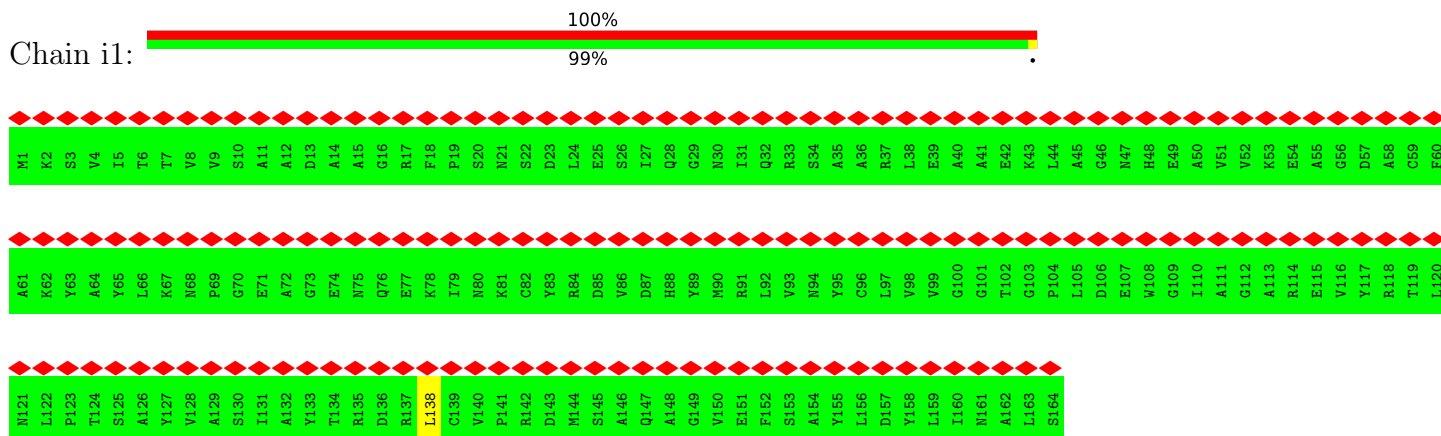 100%
Chain i1:
99%
.
M1 K2 S3 V4 I5 T6 T7 V8 V9 S10 A11 A12 D13 A14 A15 G16 R17 F18 P19 S20 N21 S22 D23 L24 E25 S26 I27 Q28 G29 N30 I31 Q32 R33 S34 A35 A36 R37 L38 E39 A40 A41 E42 K43 L44 A45 G46 N47 H48 E49 A50 V51 V52 K53 E54 A55 G56 D57 A58 C59 F60
A61 K62 Y63 A64 Y65 L66 K67 N68 P69 G70 E71 A72 G73 E74 N75 Q76 E77 K78 I79 N80 K81 C82 Y83 R84 D85 V86 D87 H88 Y89 M90 R91 L92 V93 N94 Y95 C96 L97 V98 V99 G100 G101 T102 G103 P104 L105 D106 E107 W108 G109 I110 A111 G112 A113 R114 E115 V116 Y117 R118 T119 L120
N121 L122 P123 T124 S125 A126 Y127 V128 A129 S130 I131 A132 Y133 T134 R135 D136 R137 L138 C139 V140 P141 R142 D143 M144 S145 A146 Q147 A148 G149 V150 E151 F152 S153 A154 Y155 L156 D157 Y158 L159 I160 N161 A162 L163 S164